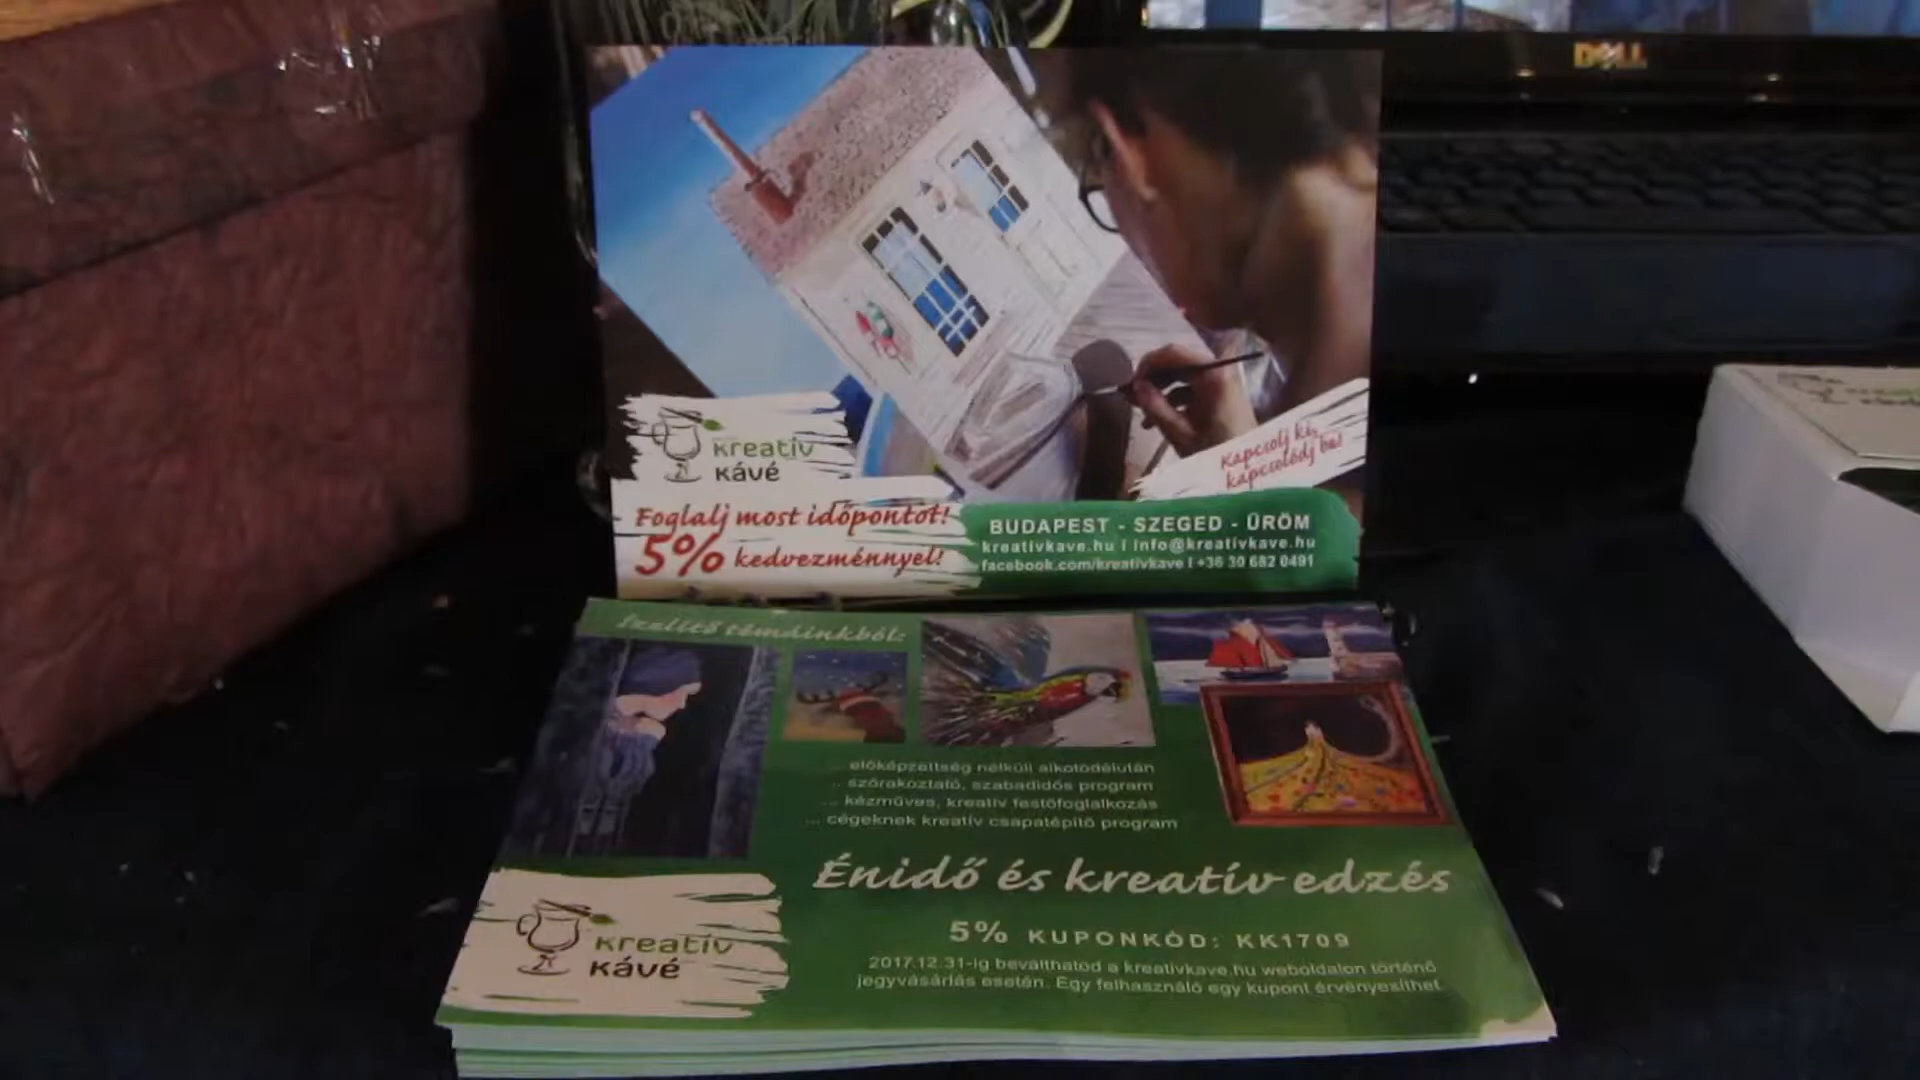 DELL
Kreatív
Kávé
Kapcsolj ki,
kapcsolódj be!
Foglalj most időpontot!
5% kedvezménnyel!
BUDAPEST - SZEGED - ÜRÖM
kreativkave.hu I info@kreativkave.hu
facebook.com/kreativkave I +36 30 682 0491
Ízelítő témáinkból:
... előképzettség nélküli alkotódélután
... szórakoztató, szabadidős program
... kézműves, kreatív festőfoglalkozás
... cégeknek kreatív csapatépítő program
Énidő és kreatív edzés
5% KUPONKÓD: KK1709
2017.12.31-ig beválthatod a kreativkave.hu weboldalon történő
jegyvásárlás esetén. Egy felhasználó egy kupont érvényesíthet.
Kreatív
Kávé